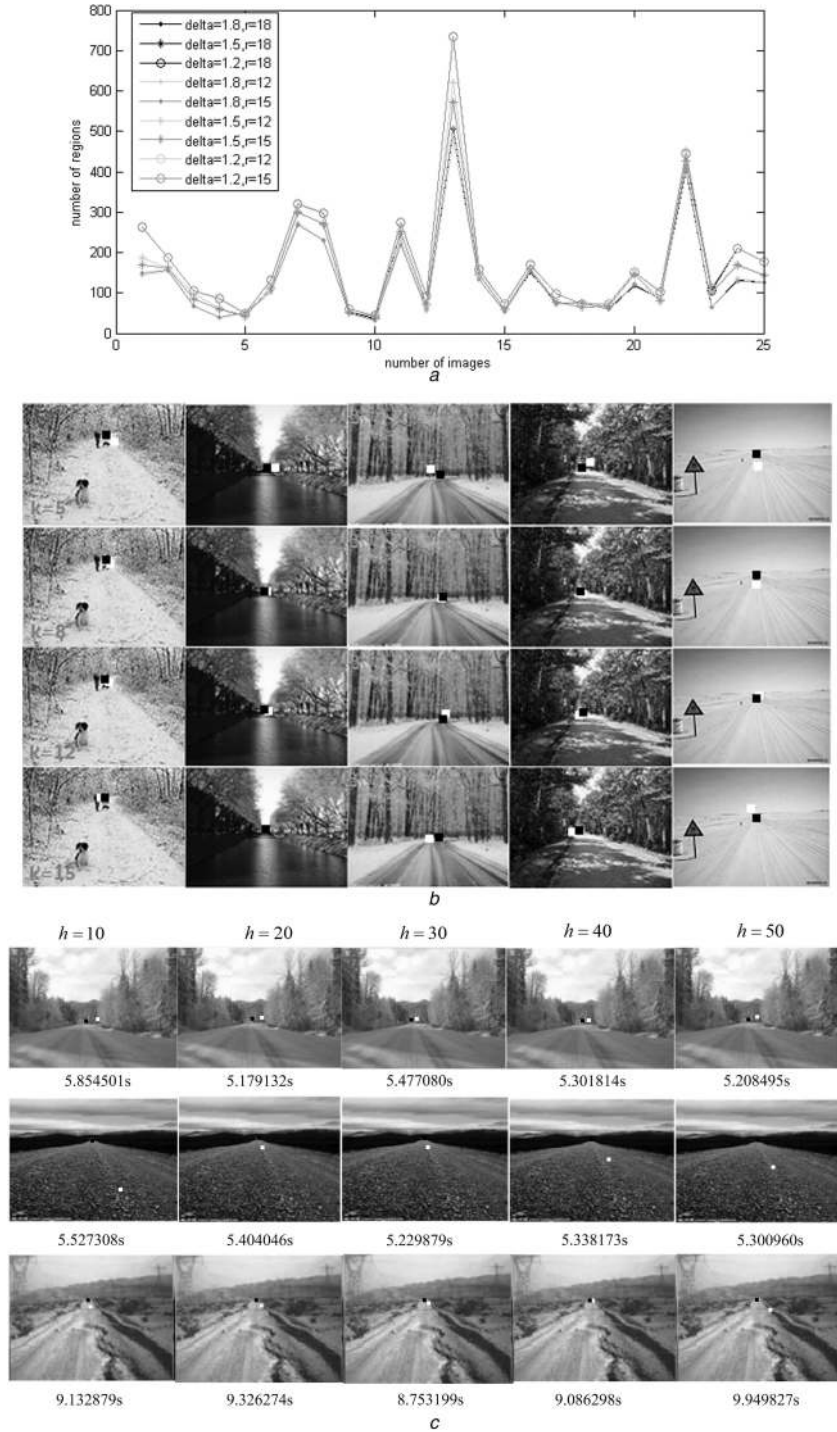 800
700
600
500
400
300
200
100
0
number of regions
delta=1.8,r=18
delta=1.5,r=18
delta=1.2,r=18
delta=1.8,r=12
delta=1.8,r=15
delta=1.5,r=12
delta=1.5,r=15
delta=1.2,r=12
delta=1.2,r=15
0 5 10 15 20 25
number of images
a
k=5
k=8
k=12
k=15
b
h = 10 h = 20 h = 30 h = 40 h = 50
5.854501s 5.179132s 5.477080s 5.301814s 5.208495s
5.527308s 5.404046s 5.229879s 5.338173s 5.300960s
9.132879s 9.326274s 8.753199s 9.086298s 9.949827s
c